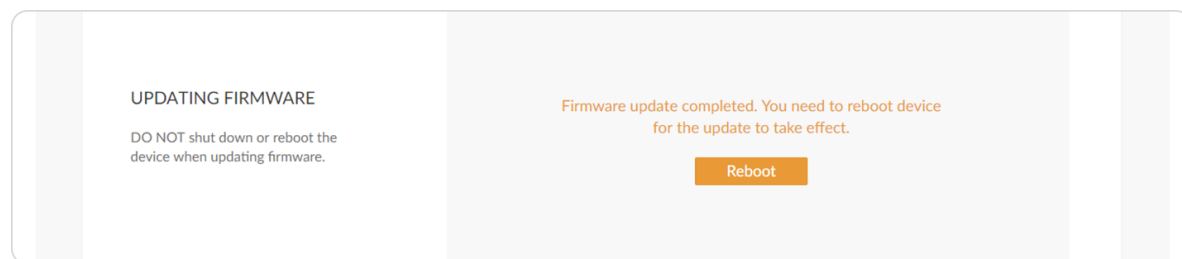 UPDATING FIRMWARE
DO NOT shut down or reboot the
device when updating firmware.
Firmware update completed. You need to reboot device
for the update to take effect.
Reboot